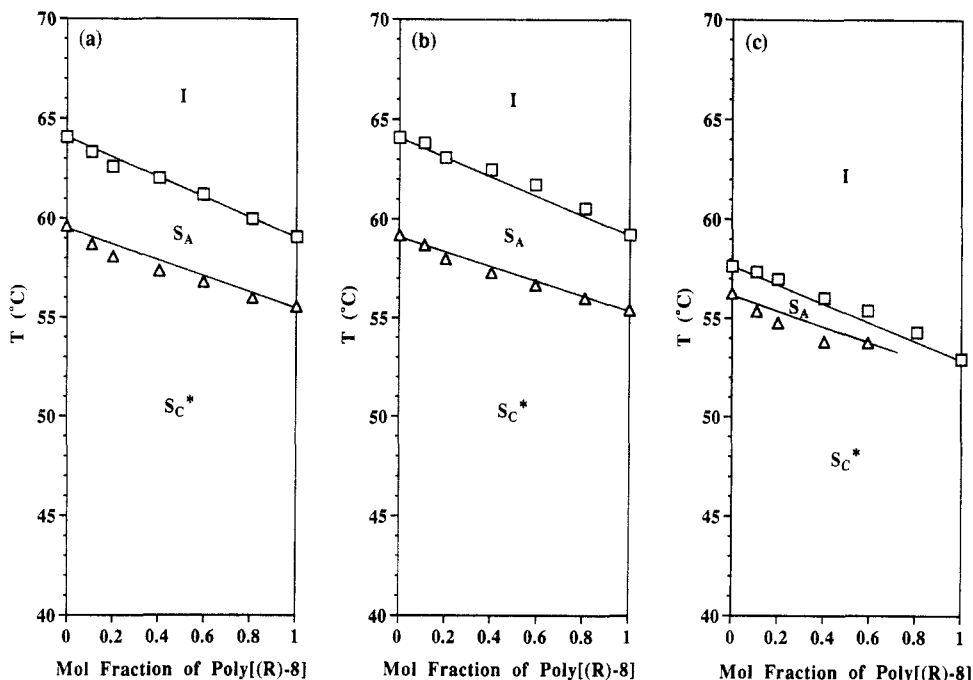 (a)
(b)
(c)
70
65
60
55
50
45
40
T (°C)
I
S_A
S_C*
0 0.2 0.4 0.6 0.8 1
Mol Fraction of Poly[(R)-8]
70
65
60
55
50
45
40
T (°C)
I
S_A
S_C*
0 0.2 0.4 0.6 0.8 1
Mol Fraction of Poly[(R)-8]
70
65
60
55
50
45
40
T (°C)
I
S_A
S_C*
0 0.2 0.4 0.6 0.8 1
Mol Fraction of Poly[(R)-8]